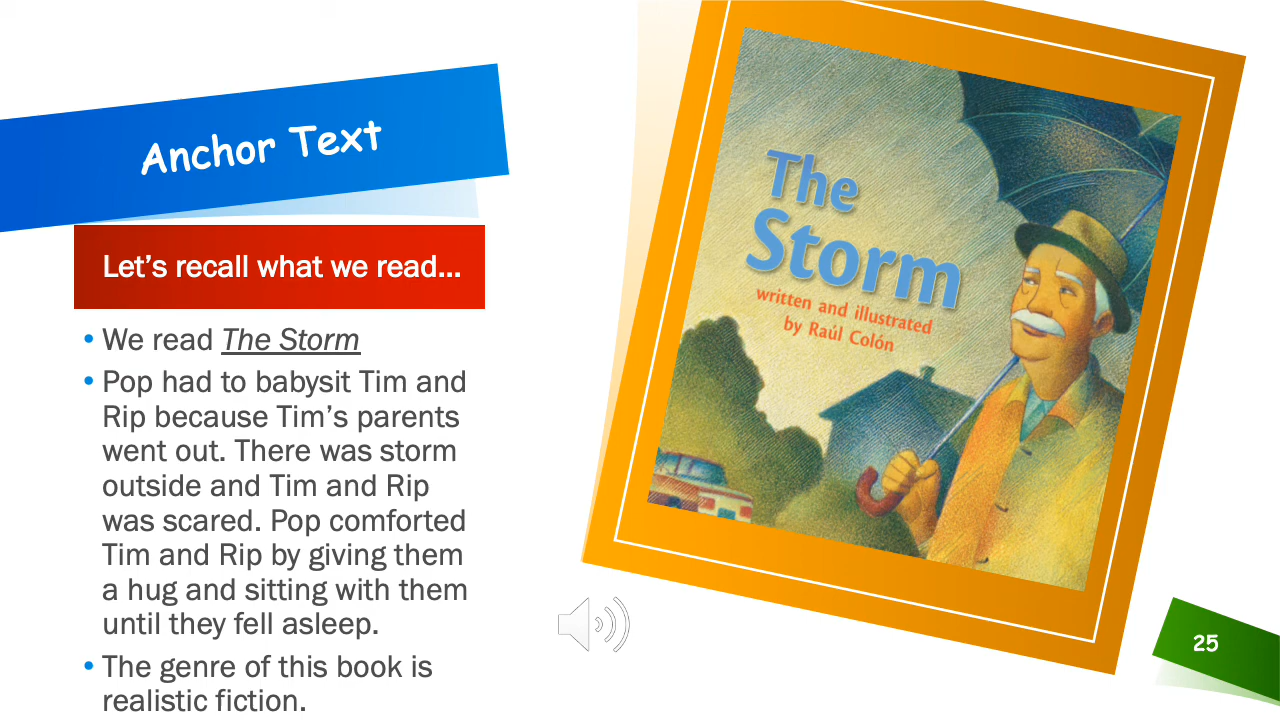 Anchor Text
Let’s recall what we read...
• We read The Storm
• Pop had to babysit Tim and
Rip because Tim’s parents
went out. There was storm
outside and Tim and Rip
was scared. Pop comforted
Tim and Rip by giving them
a hug and sitting with them
until they fell asleep.
• The genre of this book is
realistic fiction.
The
Storm
written and illustrated
by Raúl Colón
25